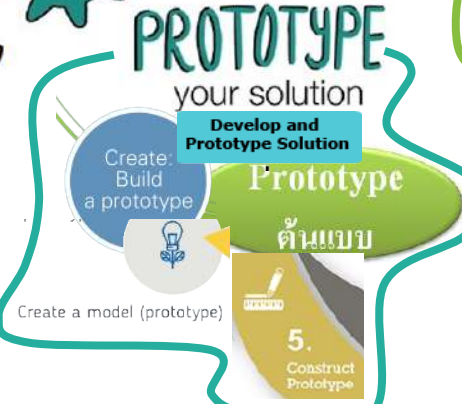 PROTOTYPE
your solution
Develop and
Prototype Solution
Create:
Build
a prototype
Prototype
ต้นแบบ
Create a model (prototype)
5.
Construct
Prototype